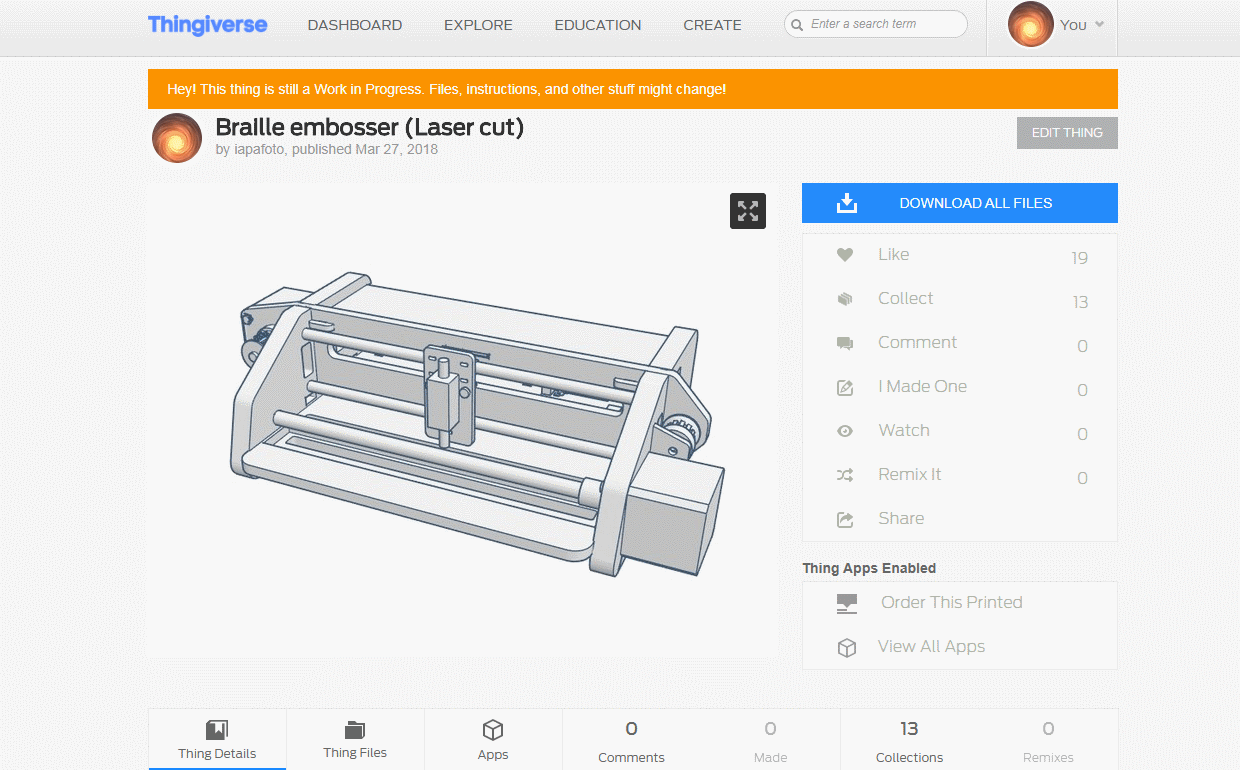 Thingiverse DASHBOARD EXPLORE EDUCATION CREATE Enter a search term You
Hey! This thing is still a Work in Progress. Files, instructions, and other stuff might change!
Braille embosser (Laser cut)
by iapafoto, published Mar 27, 2018
EDIT THING
DOWNLOAD ALL FILES
Like 19
Collect 13
Comment 0
I Made One 0
Watch 0
Remix It 0
Share
Thing Apps Enabled
Order This Printed
View All Apps
Thing Details
Thing Files
Apps
0
Comments
0
Made
13
Collections
0
Remixes